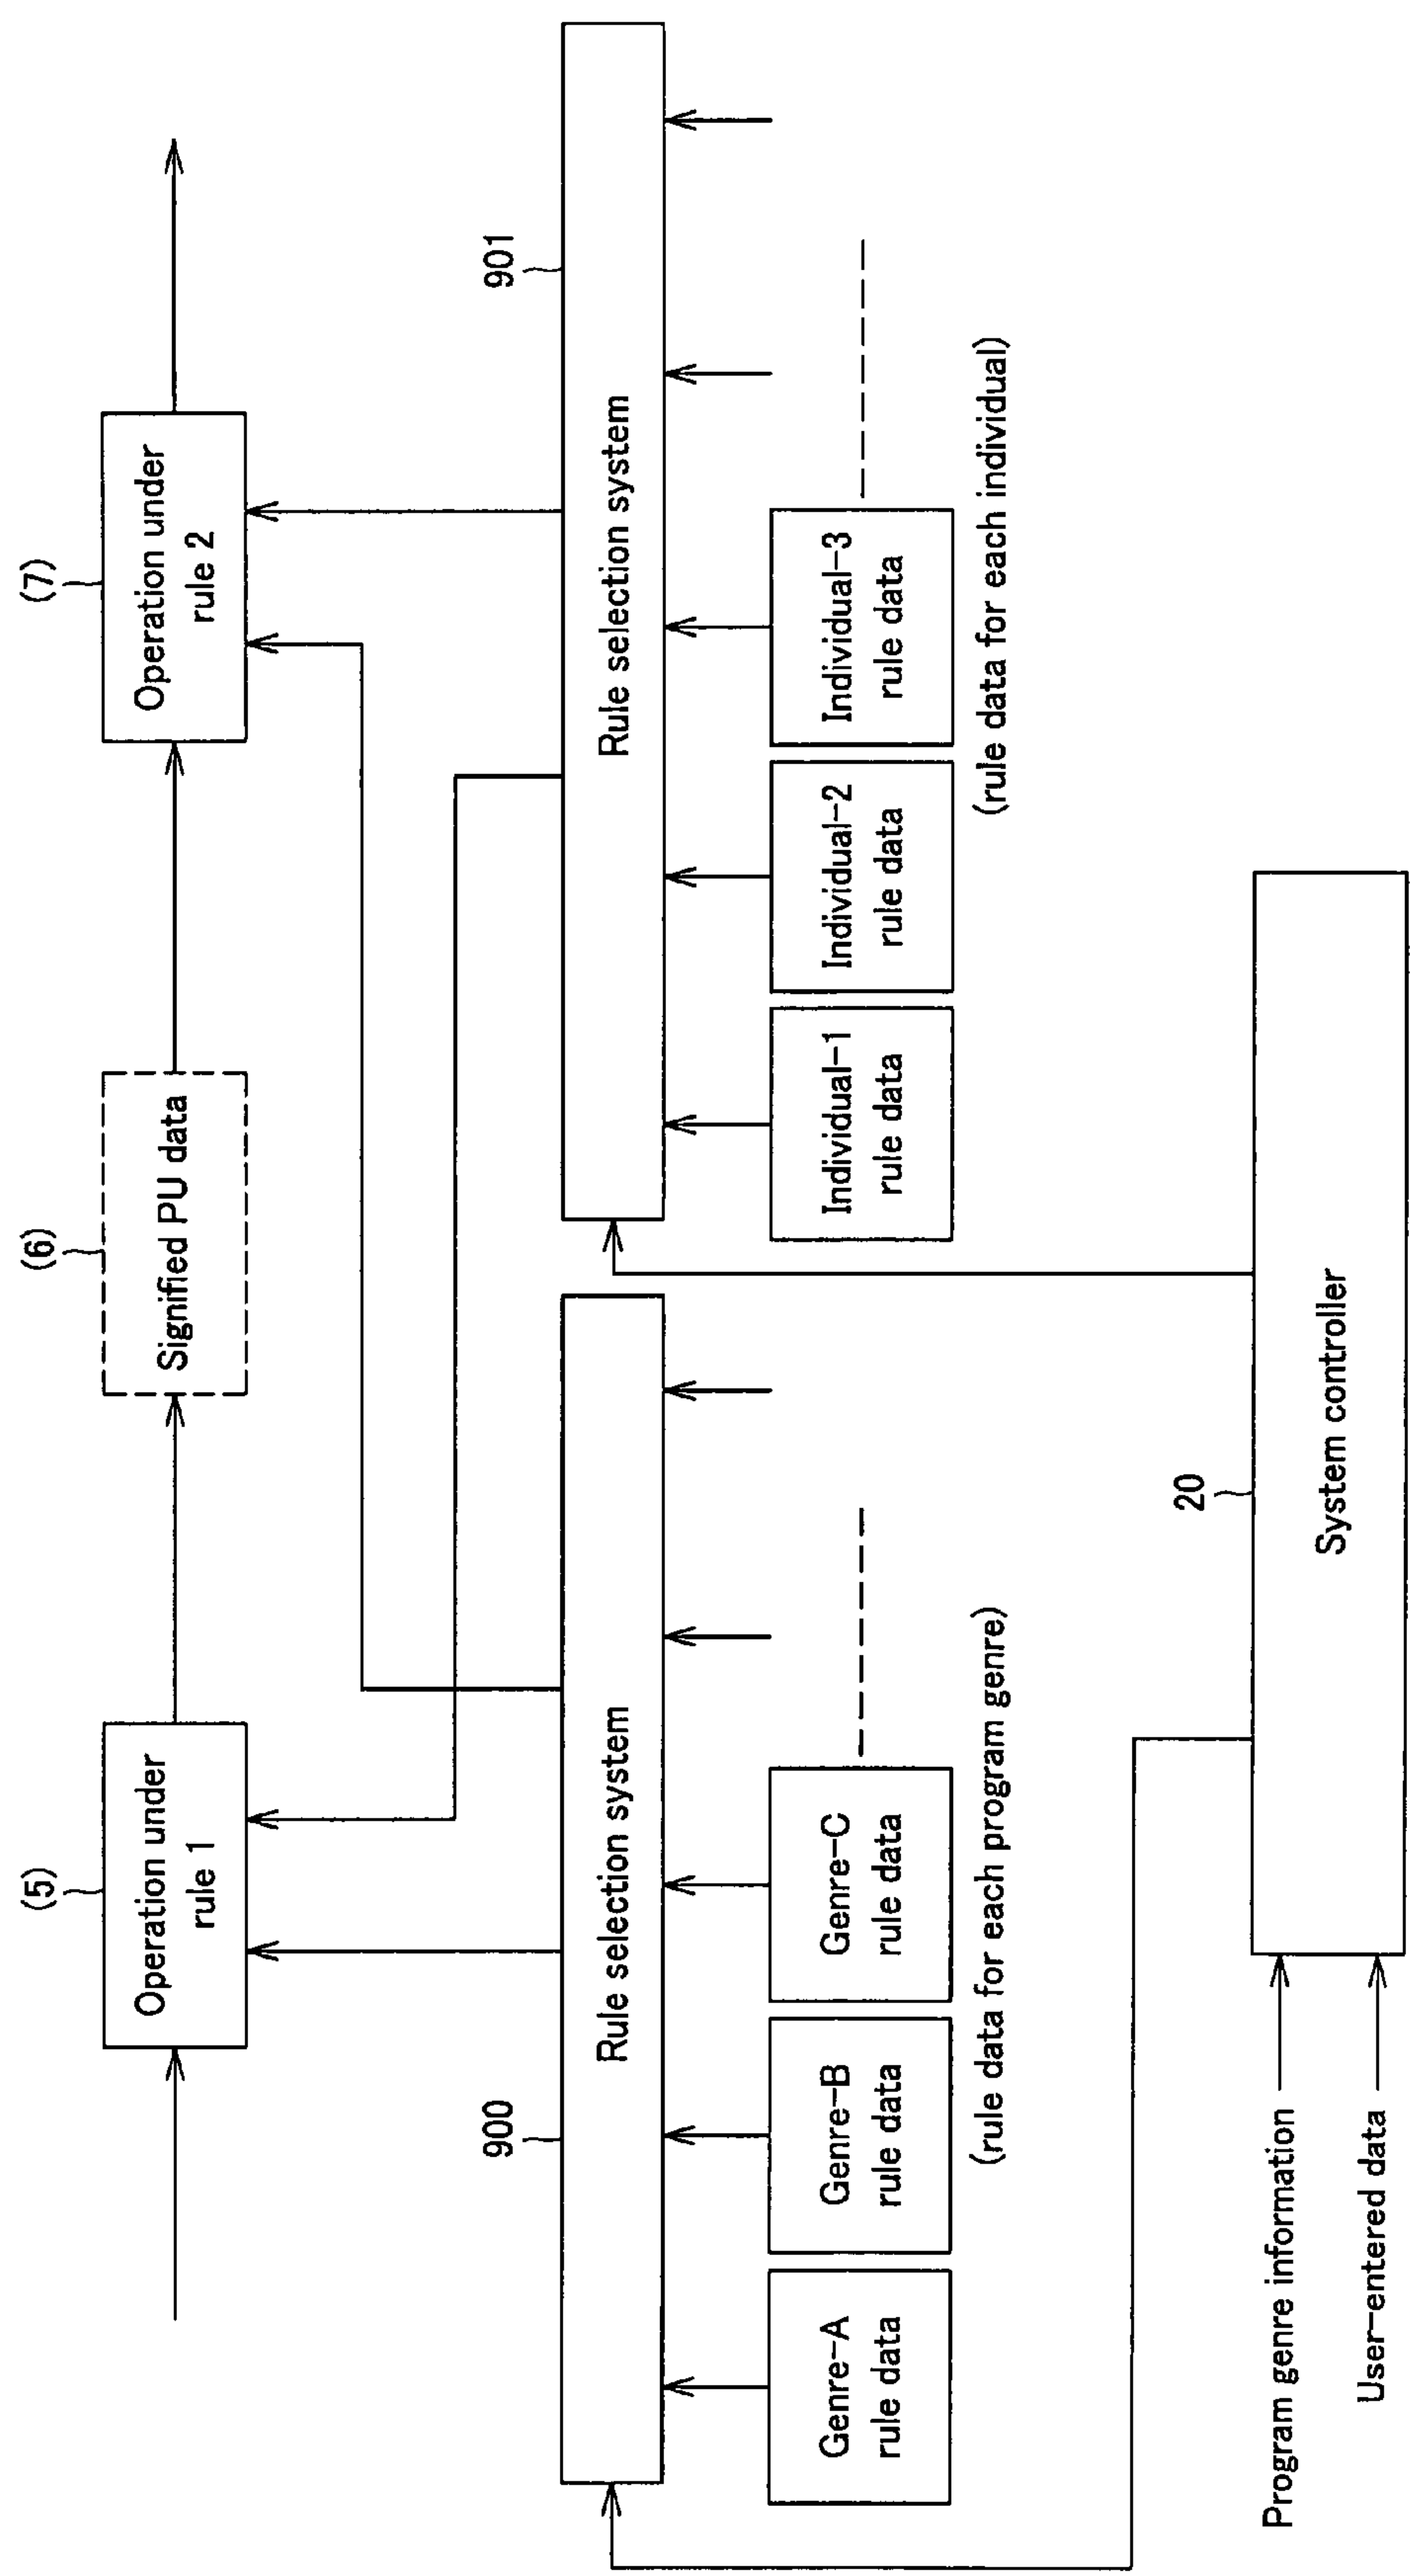 (5)
(6)
(7)
Operation under
rule 1
Signified PU data
Operation under
rule 2
900
901
Rule selection system
Rule selection system
Genre-A
rule data
Genre-B
rule data
Genre-C
rule data
Individual-1
rule data
Individual-2
rule data
Individual-3
rule data
(rule data for each program genre)
(rule data for each individual)
20
Program genre information
User-entered data
System controller